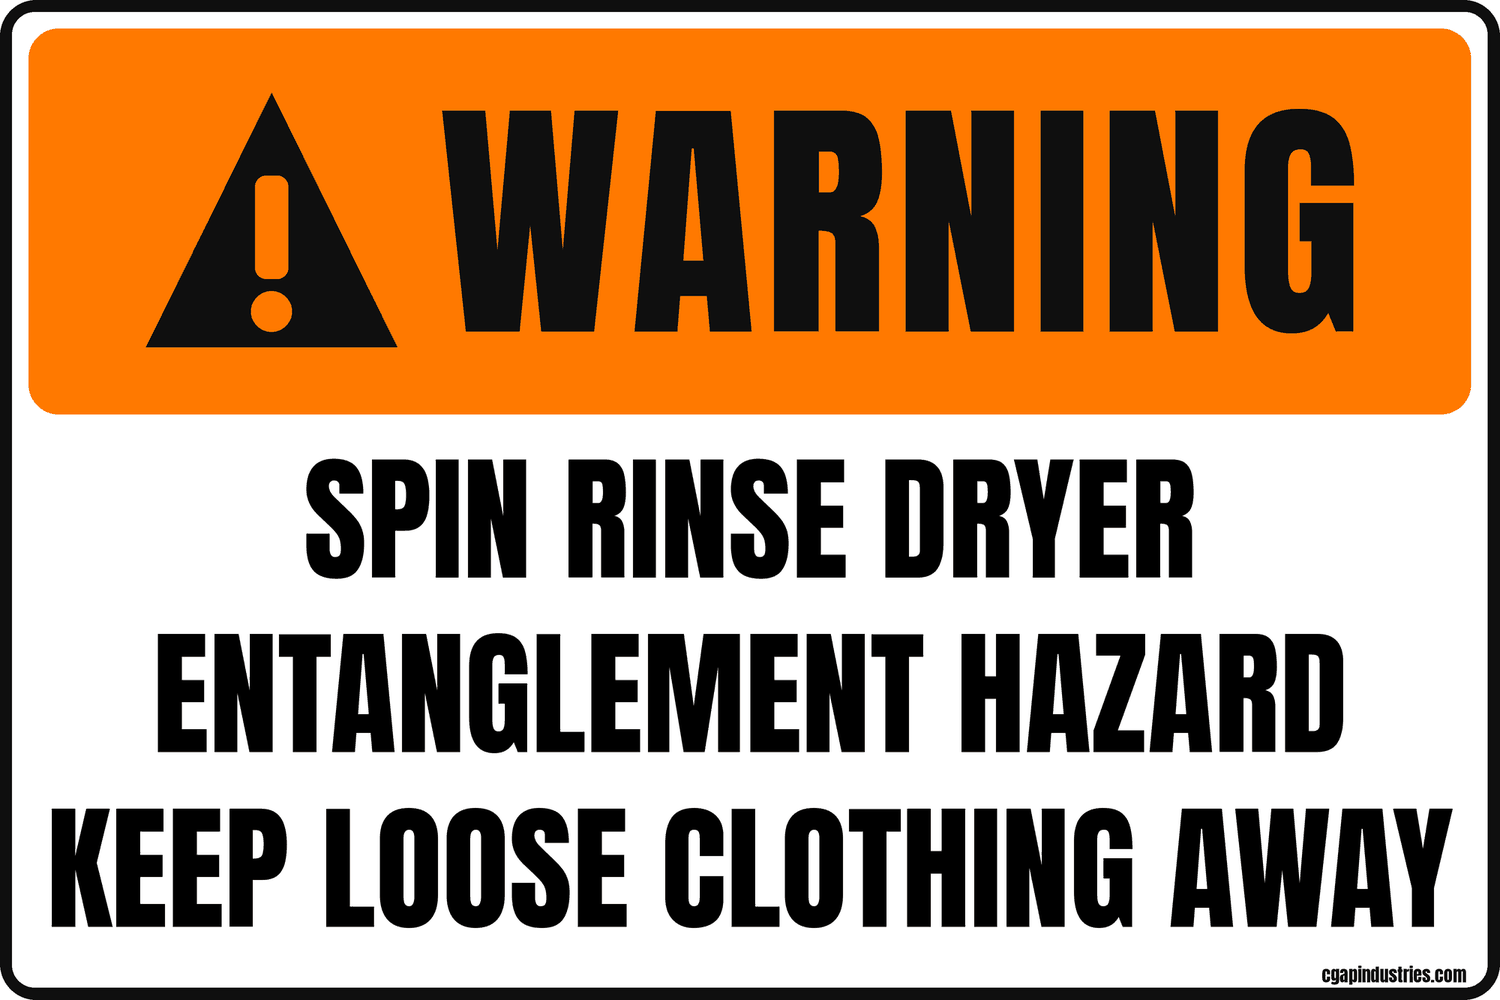 WARNING
SPIN RINSE DRYER
ENTANGLEMENT HAZARD
KEEP LOOSE CLOTHING AWAY
cgapindustries.com